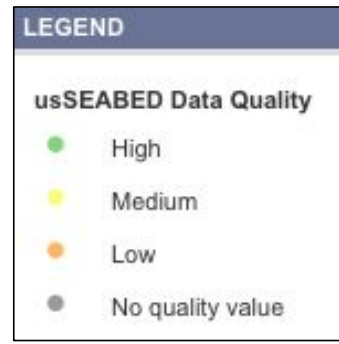 LEGEND
usSEABED Data Quality
High
Medium
Low
No quality value